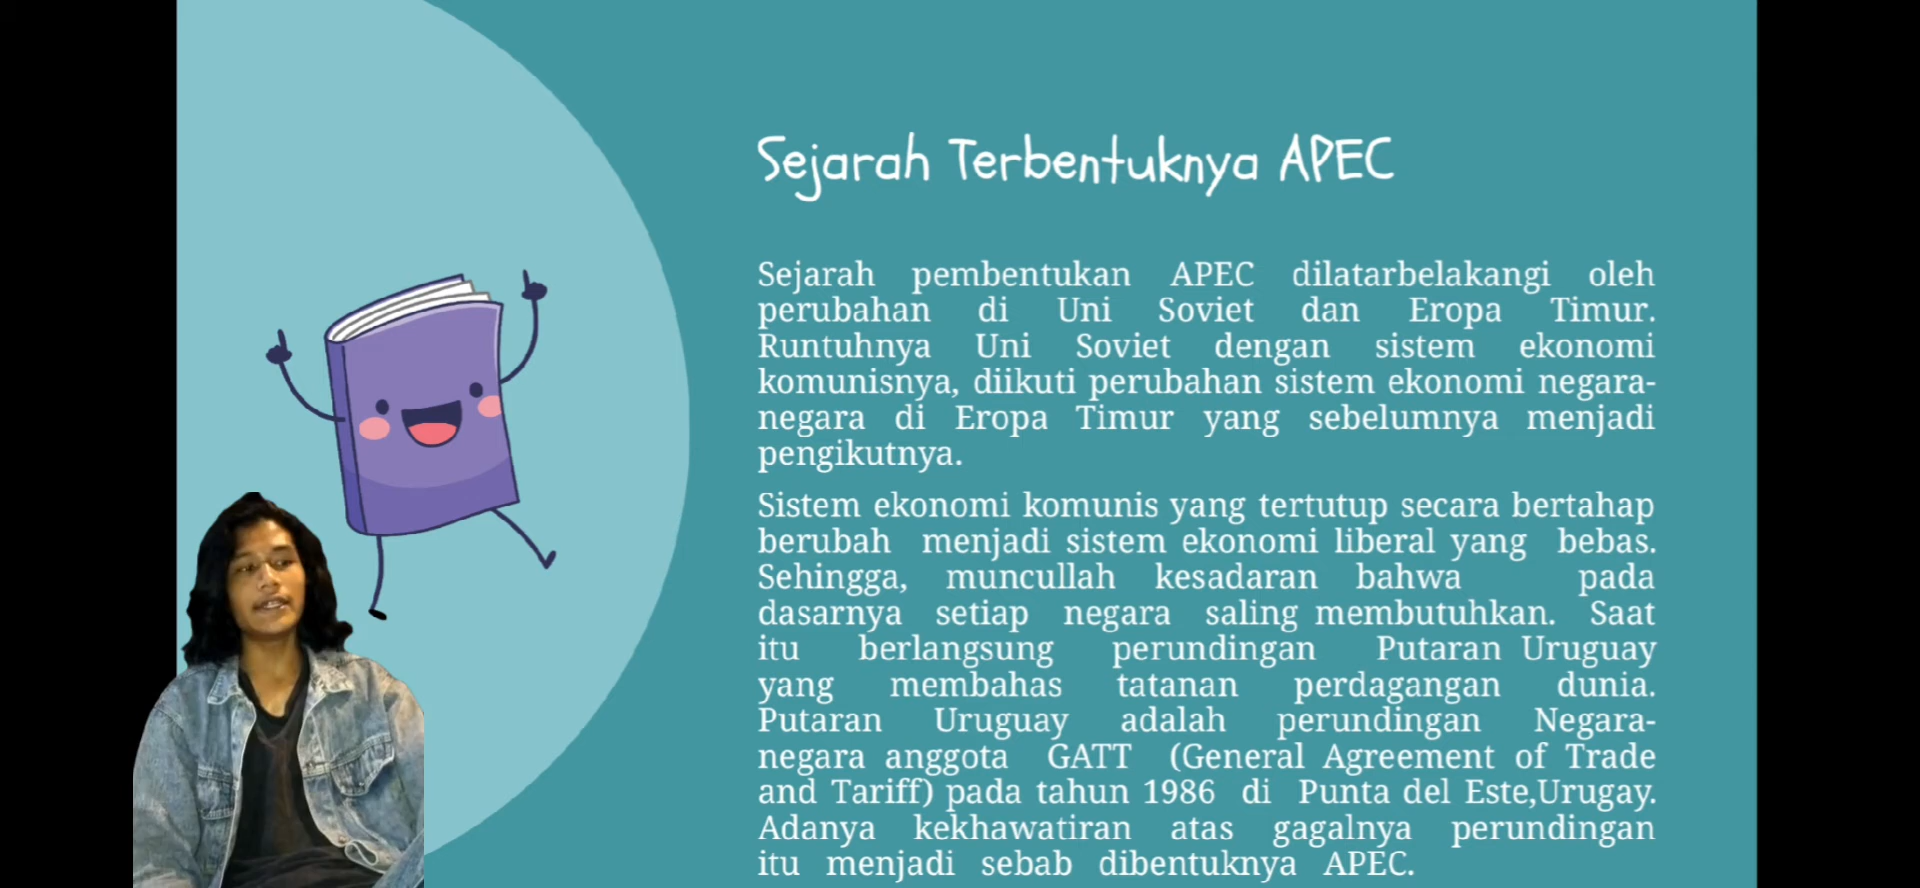 Sejarah Terbentuknya APEC
Sejarah pembentukan APEC dilatarbelakangi oleh
perubahan di Uni Soviet dan Eropa Timur.
Runtuhnya Uni Soviet dengan sistem ekonomi
komunisnya, diikuti perubahan sistem ekonomi negara-
negara di Eropa Timur yang sebelumnya menjadi
pengikutnya.
Sistem ekonomi komunis yang tertutup secara bertahap
berubah menjadi sistem ekonomi liberal yang bebas.
Sehingga, muncullah kesadaran bahwa pada
dasarnya setiap negara saling membutuhkan. Saat
itu berlangsung perundingan Putaran Uruguay
yang membahas tatanan perdagangan dunia.
Putaran Uruguay adalah perundingan Negara-
negara anggota GATT (General Agreement of Trade
and Tariff) pada tahun 1986 di Punta del Este,Urugay.
Adanya kekhawatiran atas gagalnya perundingan
itu menjadi sebab dibentuknya APEC.